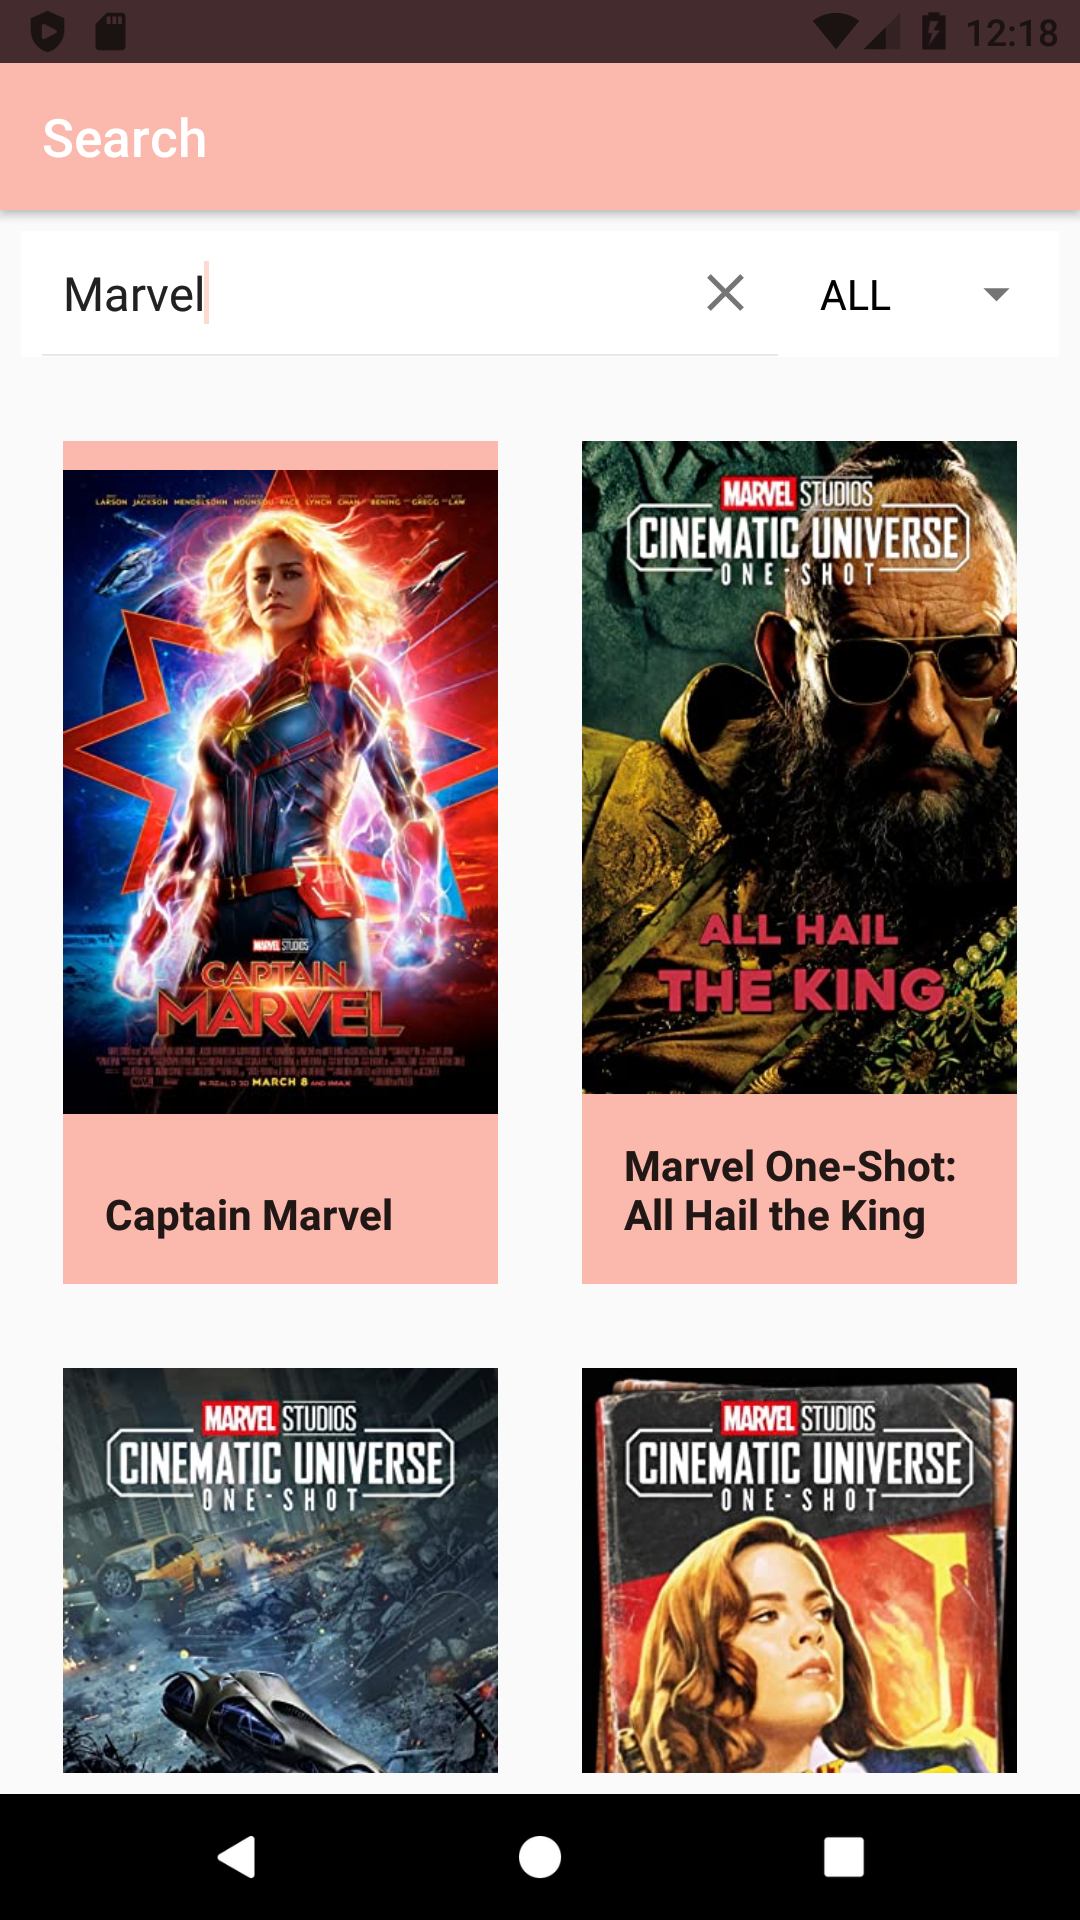 12:18
Search
Marvel
ALL
LARSON JACKSON MENDELSOHN HOUNSOU PACE LYNCH CHAN BENING GREGG LAW
MARVEL STUDIOS
CAPTAIN
MARVEL
MARCH 8
Captain Marvel
MARVEL STUDIOS
CINEMATIC UNIVERSE
ONE-SHOT
ALL HAIL
THE KING
Marvel One-Shot:
All Hail the King
MARVEL STUDIOS
CINEMATIC UNIVERSE
ONE-SHOT
MARVEL STUDIOS
CINEMATIC UNIVERSE
ONE-SHOT